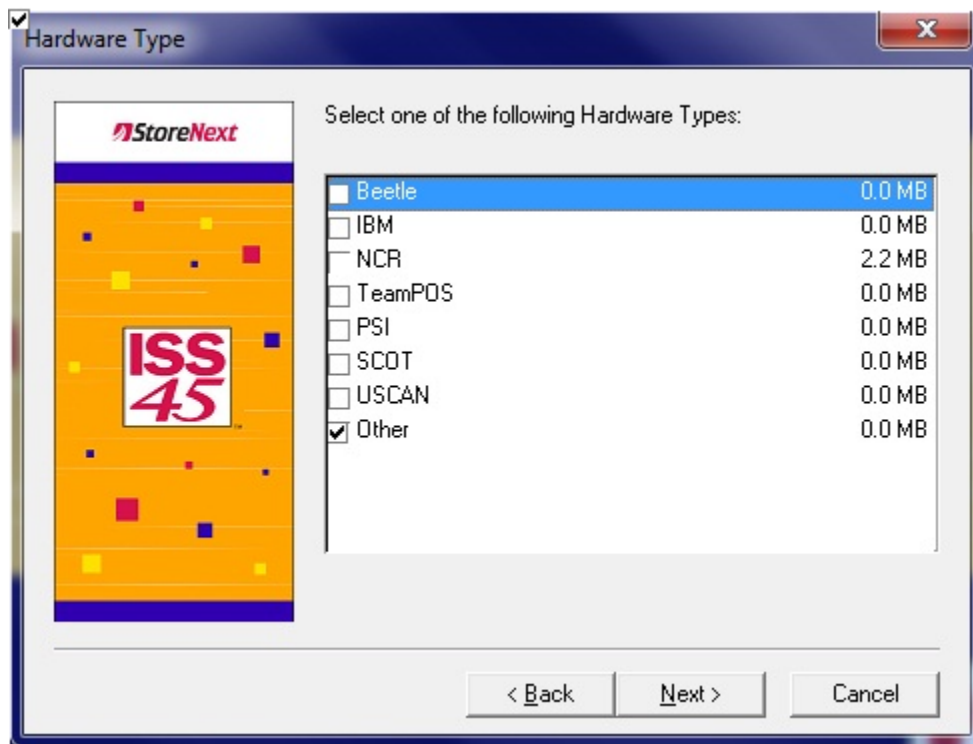 Hardware Type
StoreNext
Select one of the following Hardware Types:
Beetle 0.0 MB
IBM 0.0 MB
NCR 2.2 MB
TeamPOS 0.0 MB
PSI 0.0 MB
SCOT 0.0 MB
USCAN 0.0 MB
Other 0.0 MB
ISS
45
< Back Next > Cancel